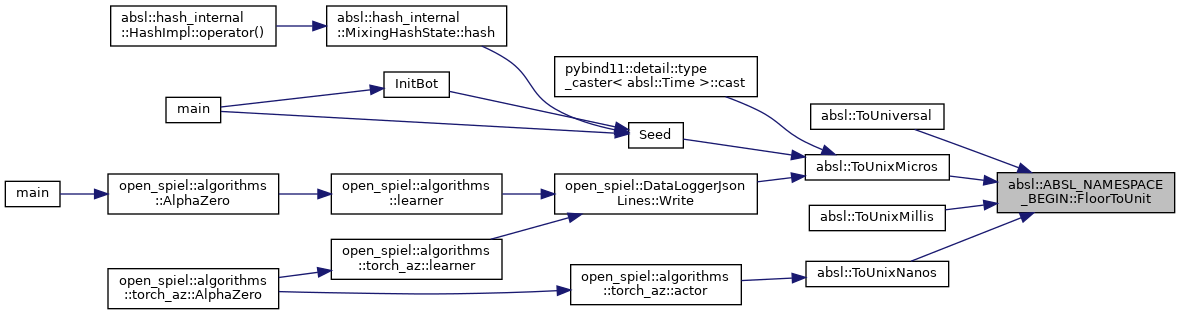 absl::hash_internal
::HashImpl::operator()
absl::hash_internal
::MixingHashState::hash
pybind11::detail::type
_caster< absl::Time >::cast
InitBot
main
Seed
absl::ToUniversal
absl::ToUnixMicros
main
open_spiel::algorithms
::AlphaZero
open_spiel::algorithms
::learner
open_spiel::DataLoggerJson
Lines::Write
absl::ABSL_NAMESPACE
_BEGIN::FloorToUnit
absl::ToUnixMillis
open_spiel::algorithms
::torch_az::learner
open_spiel::algorithms
::torch_az::AlphaZero
open_spiel::algorithms
::torch_az::actor
absl::ToUnixNanos